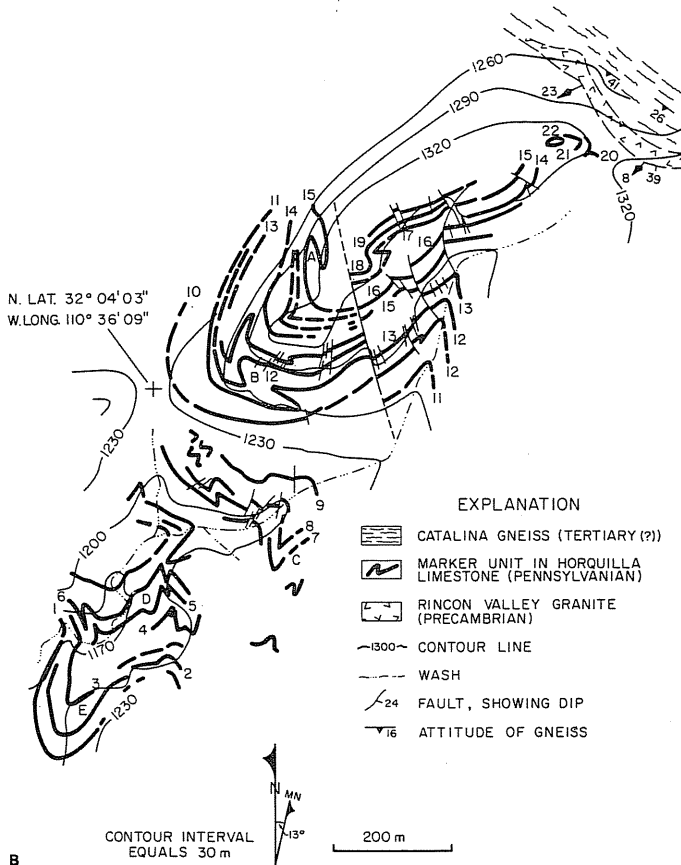 1260
41
23
1290
26
1320
22
21
20
15
14
8
39
1320
15
11
14
13
19
17
16
A
18
N. LAT. 32° 04' 03"
W. LONG. 110° 36' 09"
10
16
15
13
13
B
12
12
12
11
1230
1230
9
1200
8
7
C
6
1
D
5
4
1170
3
2
E
1230
EXPLANATION
CATALINA GNEISS (TERTIARY (?))
MARKER UNIT IN HORQUILLA
LIMESTONE (PENNSYLVANIAN)
RINCON VALLEY GRANITE
(PRECAMBRIAN)
1300 CONTOUR LINE
WASH
24 FAULT, SHOWING DIP
16 ATTITUDE OF GNEISS
N
MN
13°
CONTOUR INTERVAL
EQUALS 30 m
200 m
B